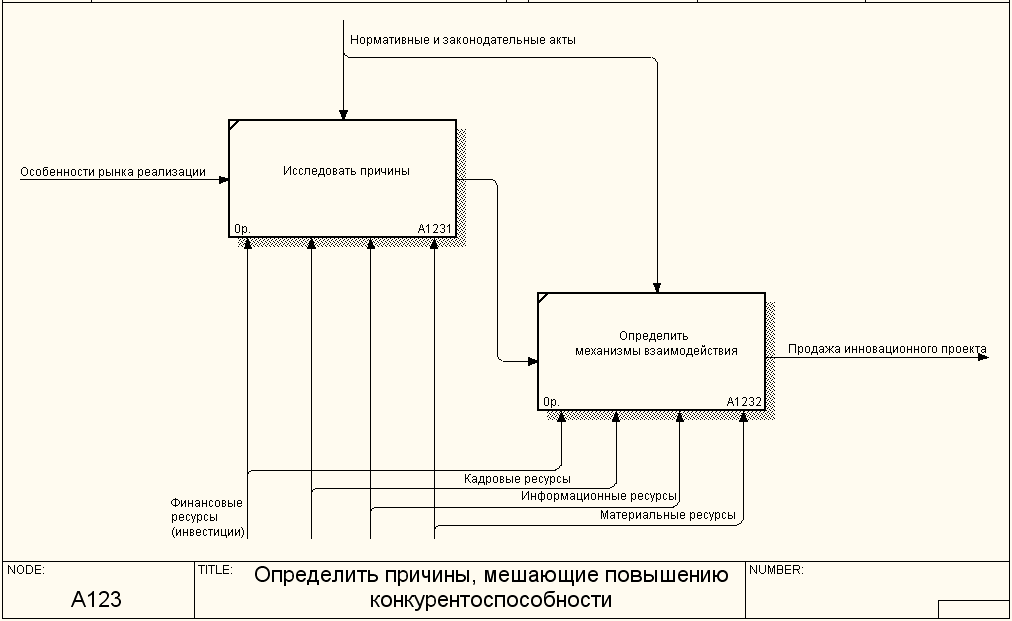 Нормативные и законодательные акты
Особенности рынка реализации
Исследовать причины
0р.
A1231
Определить
механизмы взаимодействия
0р.
A1232
Продажа инновационного проекта
Кадровые ресурсы
Информационные ресурсы
Материальные ресурсы
Финансовые
ресурсы
(инвестиции)
NODE:
A123
TITLE:
Определить причины, мешающие повышению
конкурентоспособности
NUMBER: